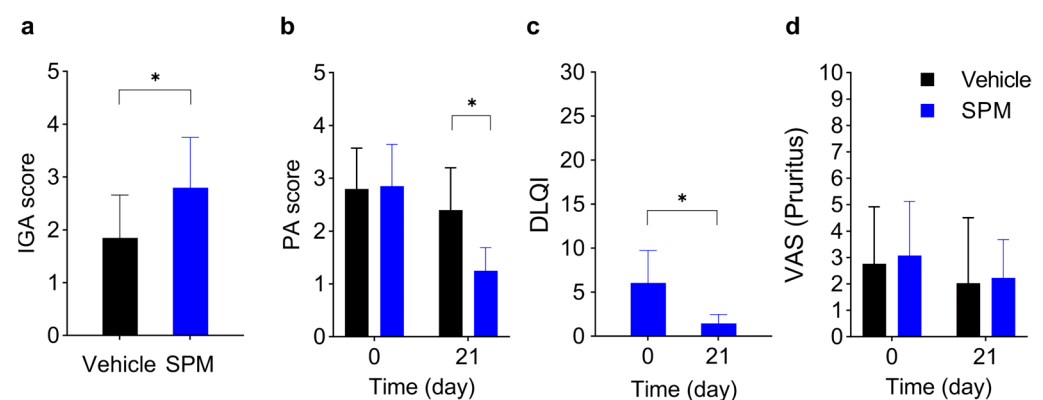 a
IGA score
5
4
3
2
1
0
*
Vehicle SPM
b
PA score
5
4
3
2
1
0
*
0 21
Time (day)
c
DLQI
30
25
20
15
10
5
0
*
0 21
Time (day)
d
VAS (Pruritus)
10
9
8
7
6
5
4
3
2
1
0
Vehicle
SPM
0 21
Time (day)